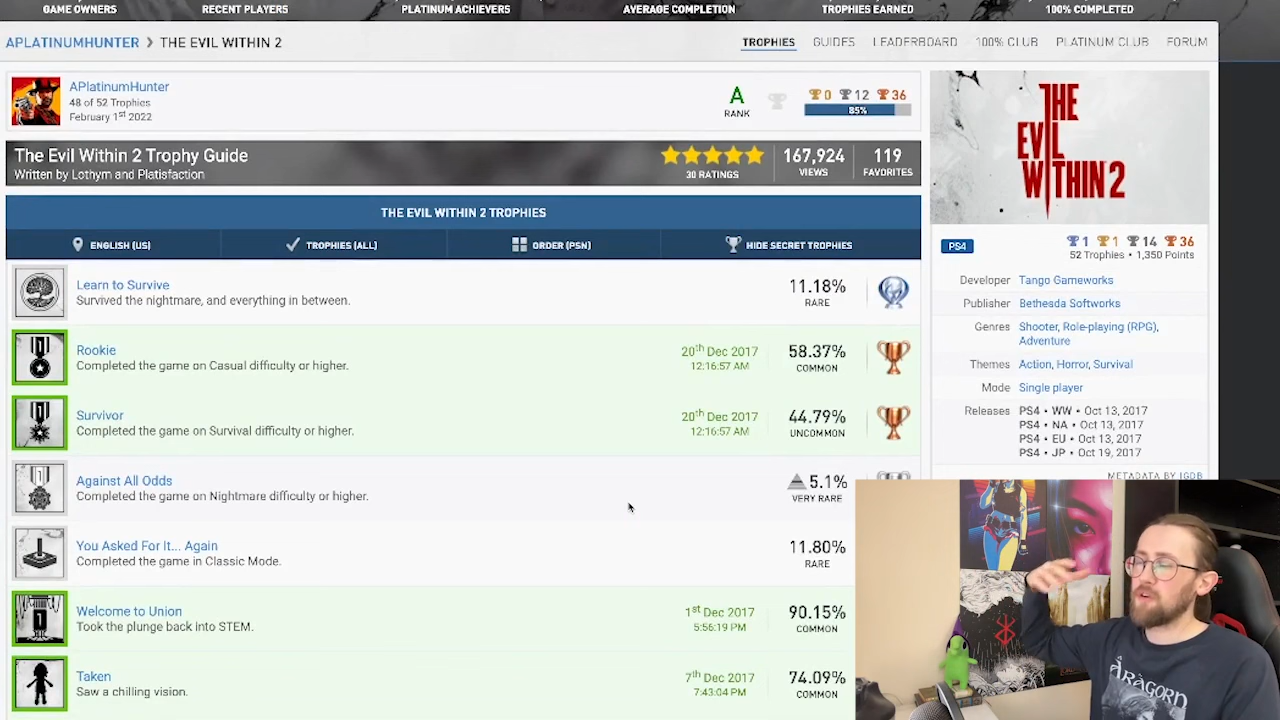 GAME OWNERS RECENT PLAYERS PLATINUM ACHIEVERS AVERAGE COMPLETION TROPHIES EARNED 100% COMPLETED
APLATINUMHUNTER > THE EVIL WITHIN 2
TROPHIES GUIDES LEADERBOARD 100% CLUB PLATINUM CLUB FORUM
APlatinumHunter
48 of 52 Trophies
February 1st 2022
A
RANK
0 12 36
85%
The Evil Within 2 Trophy Guide
Written by Lothym and Platisfaction
30 RATINGS
167,924
VIEWS
119
FAVORITES
THE EVIL WITHIN 2 TROPHIES
ENGLISH (US) TROPHIES (ALL) ORDER (PSN) HIDE SECRET TROPHIES
Learn to Survive
Survived the nightmare, and everything in between.
11.18%
RARE
Rookie
Completed the game on Casual difficulty or higher.
20th Dec 2017
12:16:57 AM
58.37%
COMMON
Survivor
Completed the game on Survival difficulty or higher.
20th Dec 2017
12:16:57 AM
44.79%
UNCOMMON
Against All Odds
Completed the game on Nightmare difficulty or higher.
5.1%
VERY RARE
You Asked For It... Again
Completed the game in Classic Mode.
11.80%
RARE
Welcome to Union
Took the plunge back into STEM.
1st Dec 2017
5:56:19 PM
90.15%
COMMON
Taken
Saw a chilling vision.
7th Dec 2017
7:43:04 PM
74.09%
COMMON
THE
EVIL
WITHIN 2
PS4
1 1 14 36
52 Trophies • 1,350 Points
Developer Tango Gameworks
Publisher Bethesda Softworks
Genres Shooter, Role-playing (RPG),
Adventure
Themes Action, Horror, Survival
Mode Single player
Releases PS4 • WW • Oct 13, 2017
PS4 • NA • Oct 13, 2017
PS4 • EU • Oct 13, 2017
PS4 • JP • Oct 19, 2017
METADATA BY IGDB
ARAGORN